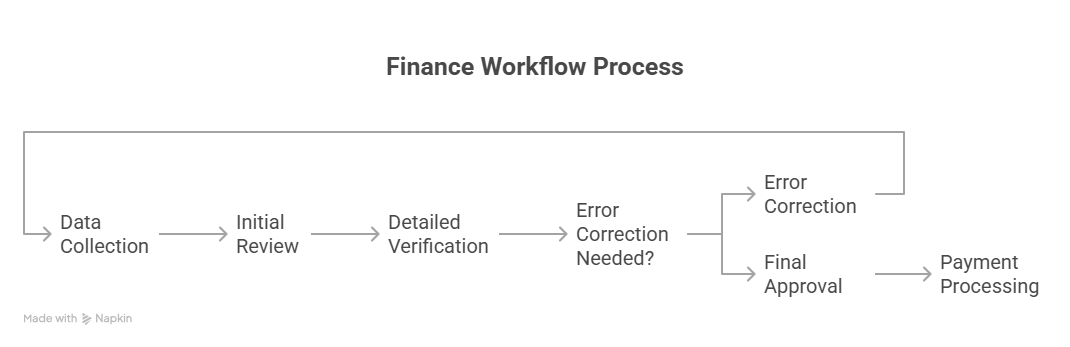 Finance Workflow Process
Data
Collection
Initial
Review
Detailed
Verification
Error
Correction
Needed?
Error
Correction
Final
Approval
Payment
Processing
Made with Napkin